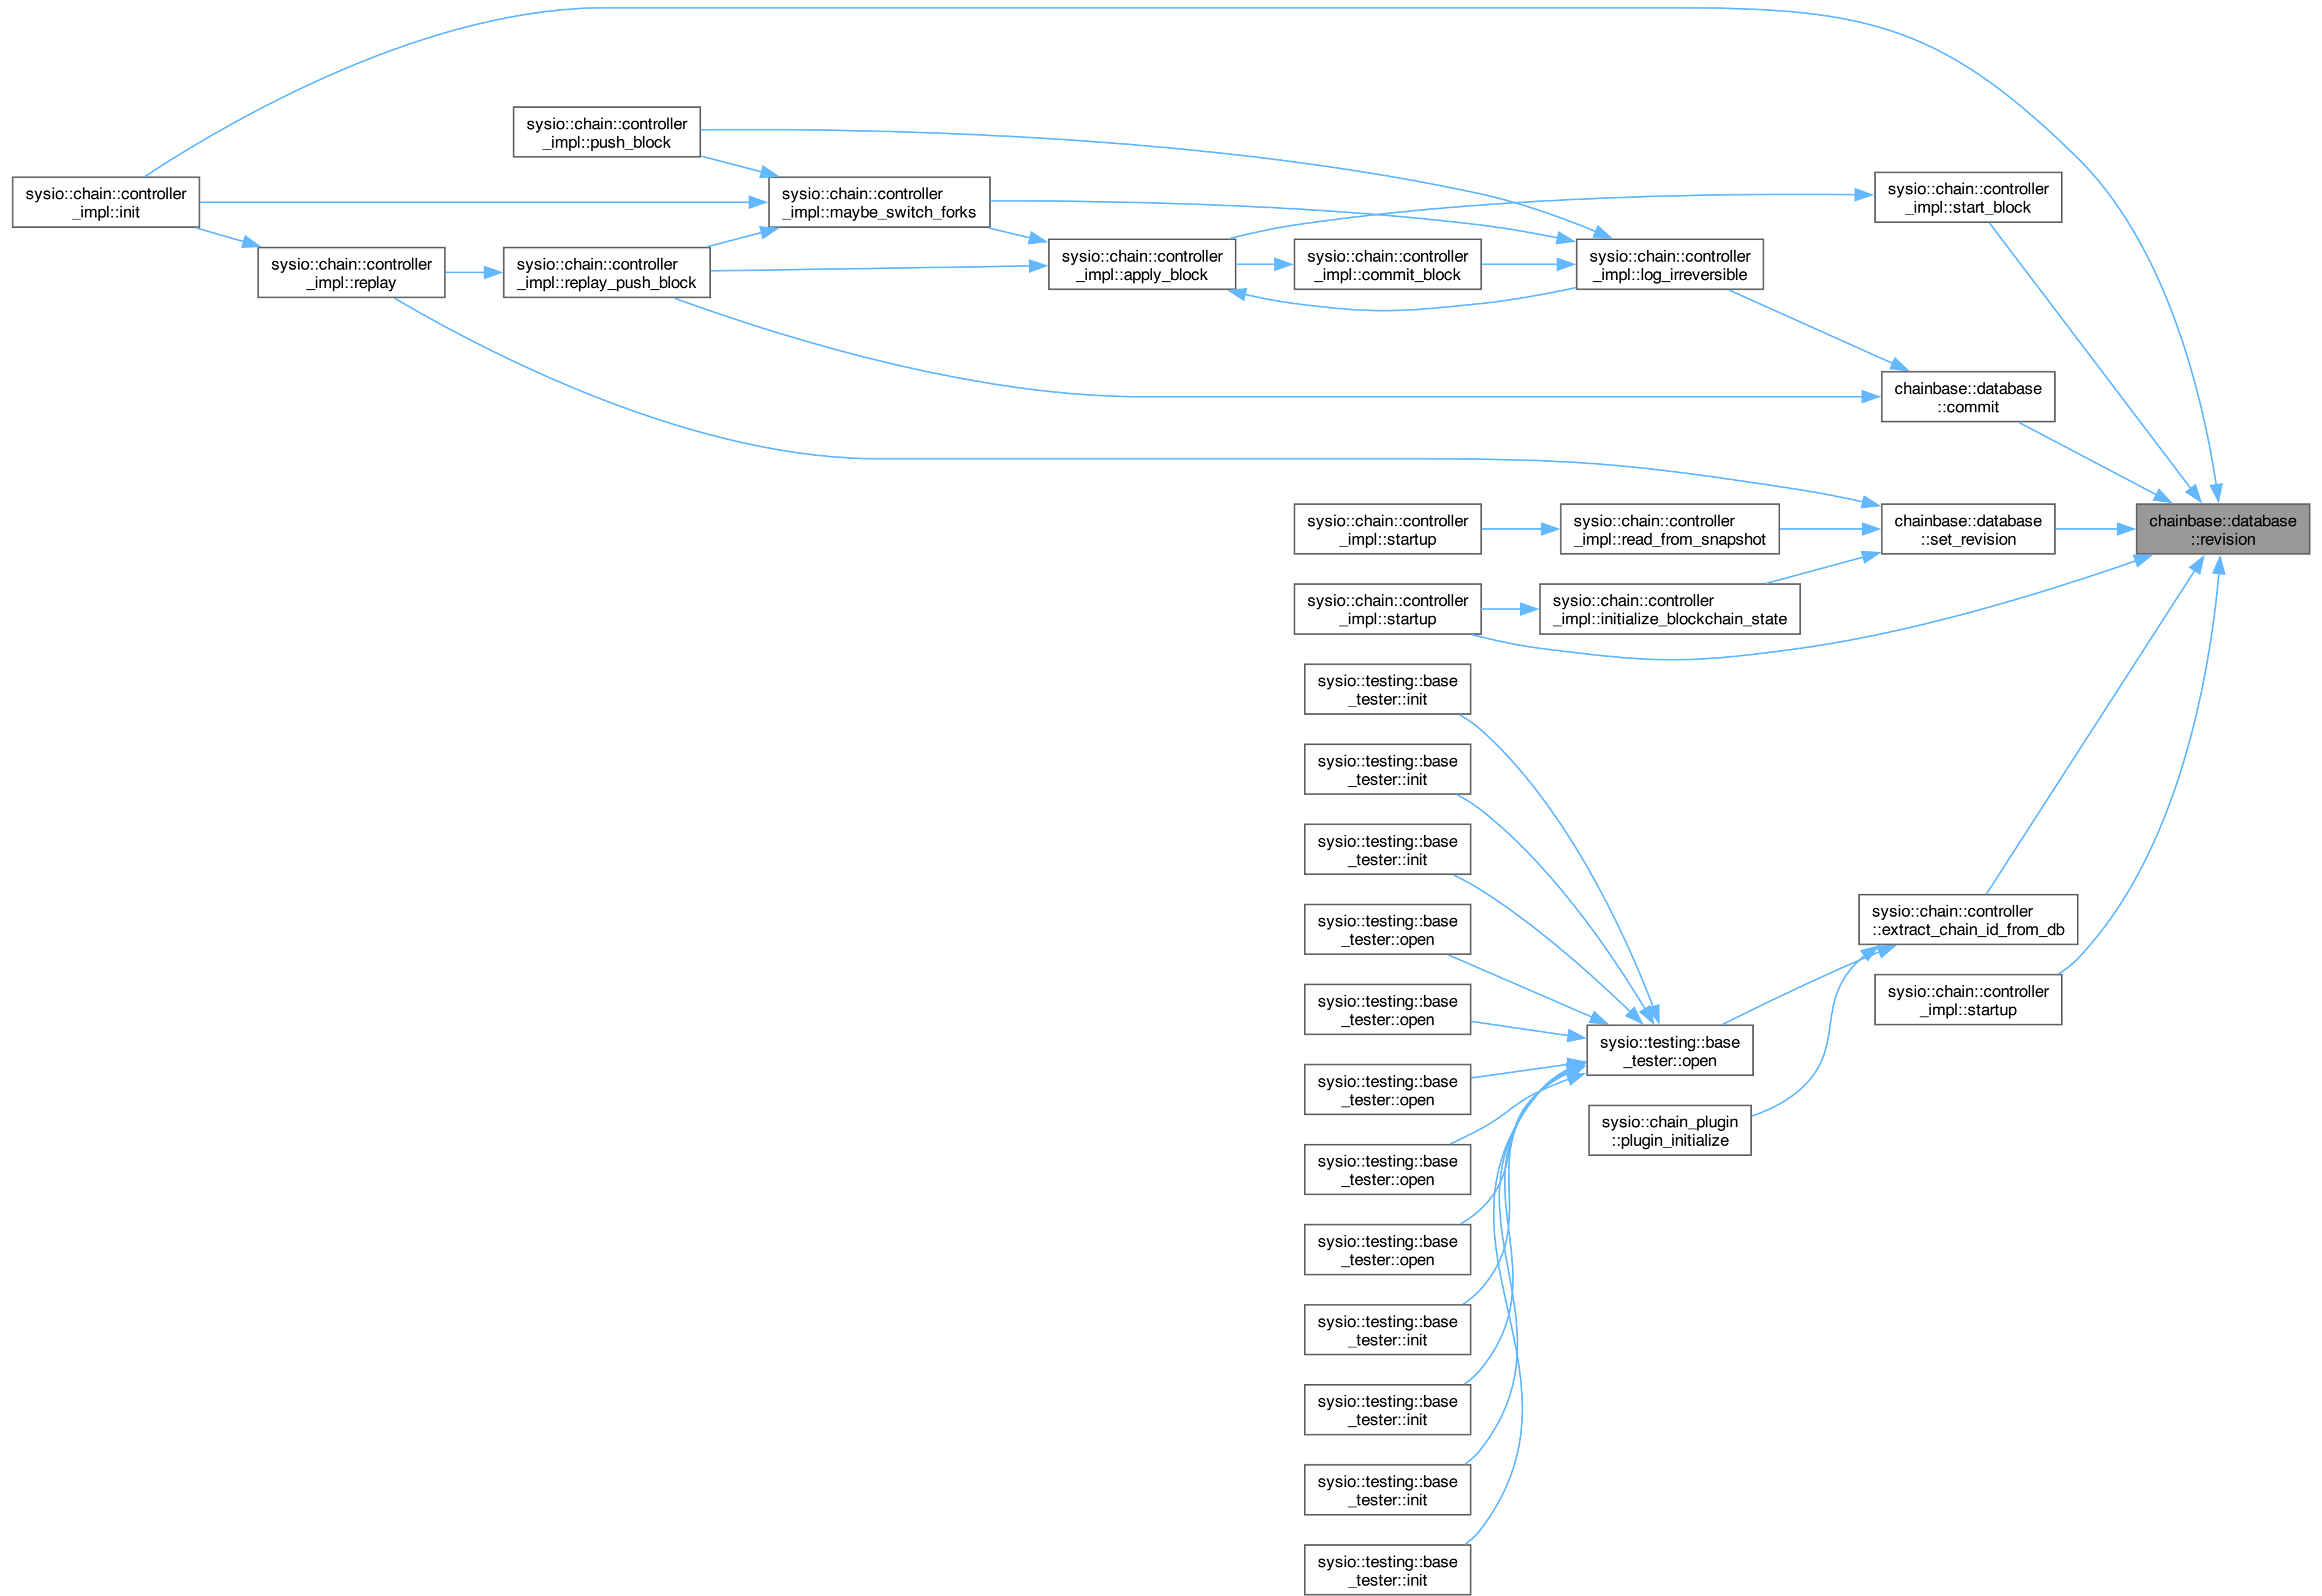 sysio::chain::controller
_impl::push_block
sysio::chain::controller
_impl::init
sysio::chain::controller
_impl::maybe_switch_forks
sysio::chain::controller
_impl::start_block
sysio::chain::controller
_impl::replay
sysio::chain::controller
_impl::replay_push_block
sysio::chain::controller
_impl::apply_block
sysio::chain::controller
_impl::commit_block
sysio::chain::controller
_impl::log_irreversible
chainbase::database
::commit
sysio::chain::controller
_impl::startup
sysio::chain::controller
_impl::read_from_snapshot
chainbase::database
::set_revision
chainbase::database
::revision
sysio::chain::controller
_impl::startup
sysio::chain::controller
_impl::initialize_blockchain_state
sysio::testing::base
_tester::init
sysio::testing::base
_tester::init
sysio::testing::base
_tester::init
sysio::testing::base
_tester::open
sysio::chain::controller
::extract_chain_id_from_db
sysio::testing::base
_tester::open
sysio::chain::controller
_impl::startup
sysio::testing::base
_tester::open
sysio::testing::base
_tester::open
sysio::chain_plugin
::plugin_initialize
sysio::testing::base
_tester::open
sysio::testing::base
_tester::open
sysio::testing::base
_tester::init
sysio::testing::base
_tester::init
sysio::testing::base
_tester::init
sysio::testing::base
_tester::init